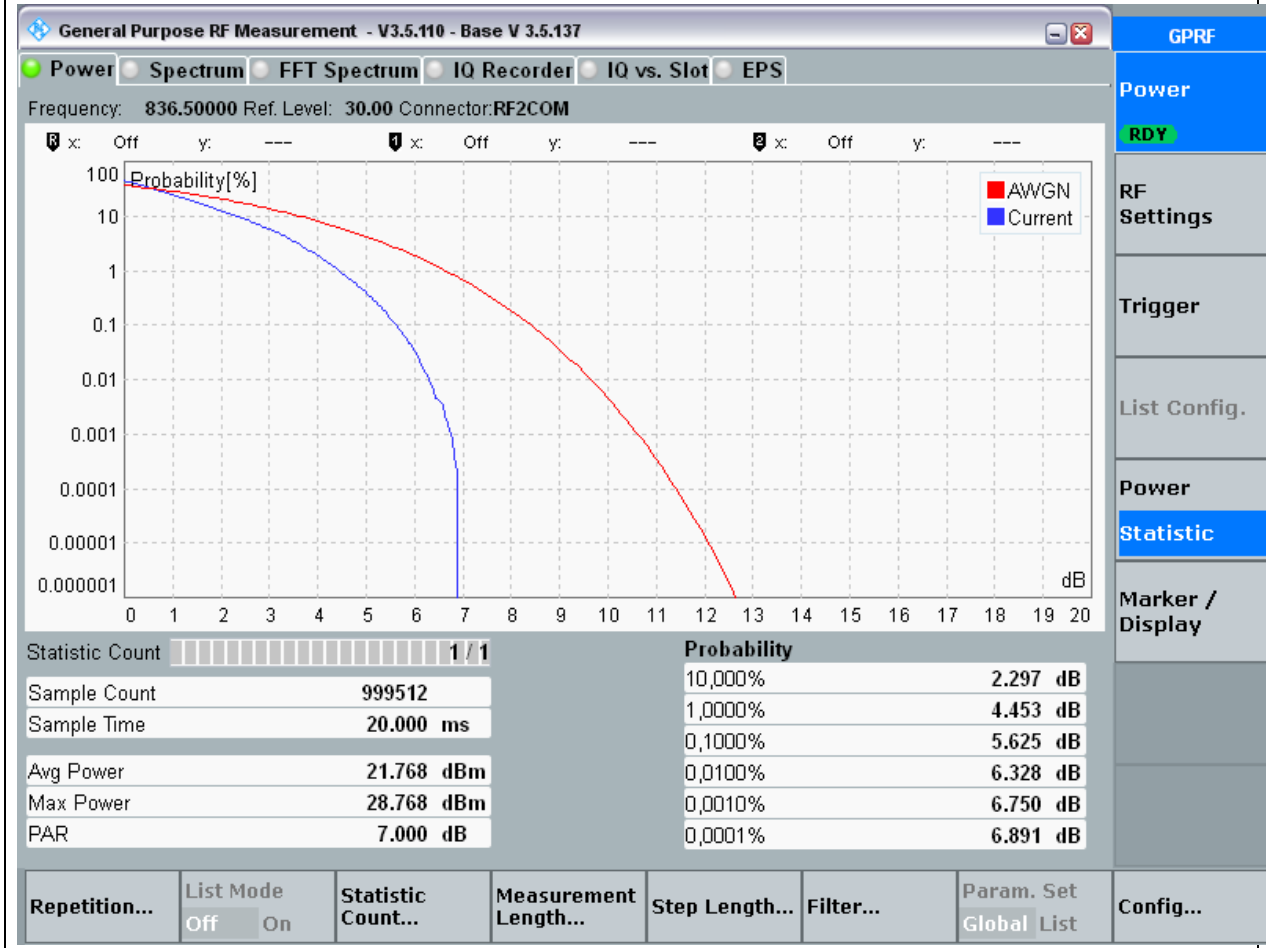 General Purpose RF Measurement - V3.5.110 - Base V 3.5.137
GPRF
Power Spectrum FFT Spectrum IQ Recorder IQ vs. Slot EPS
Frequency: 836.50000 Ref. Level: 30.00 Connector:RF2COM
R x: Off y: --- 1 x: Off y: --- 2 x: Off y: ---
Probability[%]
100
10
1
0.1
0.01
0.001
0.0001
0.00001
0.000001
AWGN
Current
dB
0 1 2 3 4 5 6 7 8 9 10 11 12 13 14 15 16 17 18 19 20
Statistic Count 1 / 1
Sample Count 999512
Sample Time 20.000 ms
Avg Power 21.768 dBm
Max Power 28.768 dBm
PAR 7.000 dB
Probability
10,000% 2.297 dB
1,0000% 4.453 dB
0,1000% 5.625 dB
0,0100% 6.328 dB
0,0010% 6.750 dB
0,0001% 6.891 dB
Power
RDY
RF
Settings
Trigger
List Config.
Power
Statistic
Marker /
Display
Repetition...
List Mode
Off On
Statistic
Count...
Measurement
Length...
Step Length...
Filter...
Param. Set
Global List
Config...